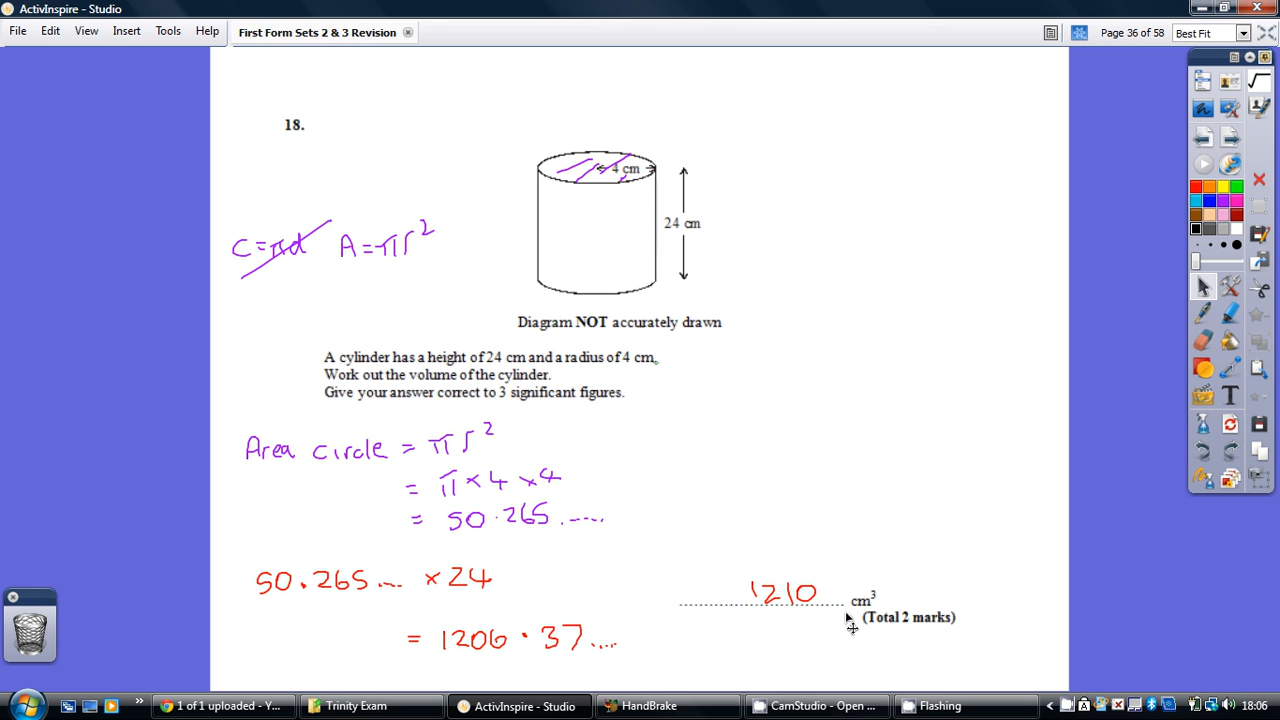 ActivInspire - Studio
File Edit View Insert Tools Help
First Form Sets 2 & 3 Revision
Page 36 of 58
Best Fit
18.
4 cm
24 cm
C=πd A=πr²
Diagram NOT accurately drawn
A cylinder has a height of 24 cm and a radius of 4 cm.
Work out the volume of the cylinder.
Give your answer correct to 3 significant figures.
Area circle = πr²
= π×4×4
= 50.265.....
50.265... ×24
= 1206.37....
1210 cm³
(Total 2 marks)
1 of 1 uploaded - Y... Trinity Exam ActivInspire - Studio HandBrake CamStudio - Open ... Flashing 18:06